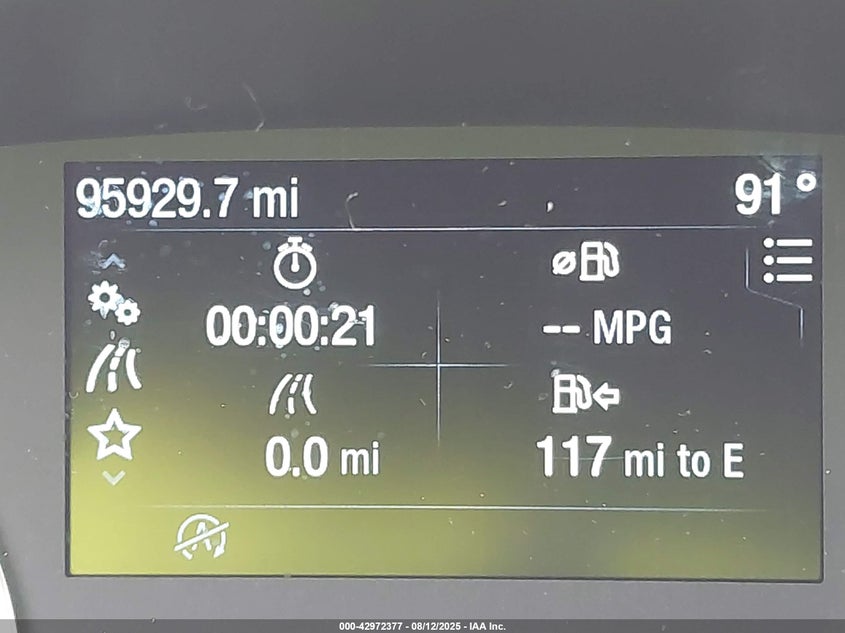 95929.7 mi 91°
00:00:21 -- MPG
0.0 mi 117 mi to E
000-42972377 - 08/12/2025 - IAA Inc.